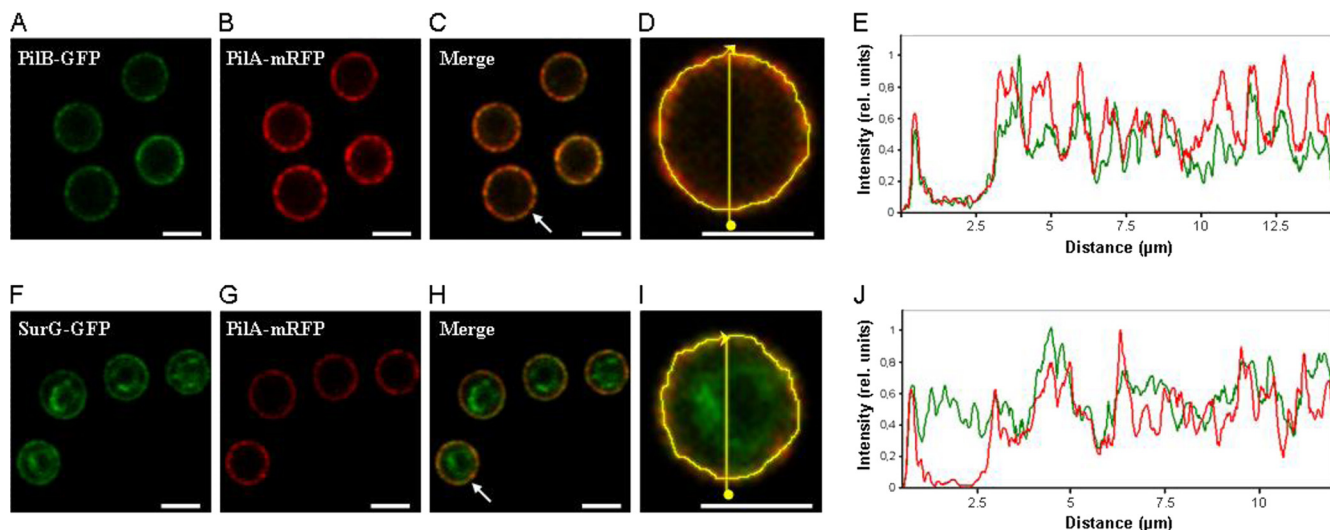 A
B
C
D
E
PilB-GFP
PilA-mRFP
Merge
Intensity (rel. units)
1
0,8
0,6
0,4
0,2
0
2.5
5
7.5
10
12.5
Distance (µm)
F
G
H
I
J
SurG-GFP
PilA-mRFP
Merge
Intensity (rel. units)
1
0,8
0,6
0,4
0,2
0
2.5
5
7.5
10
Distance (µm)